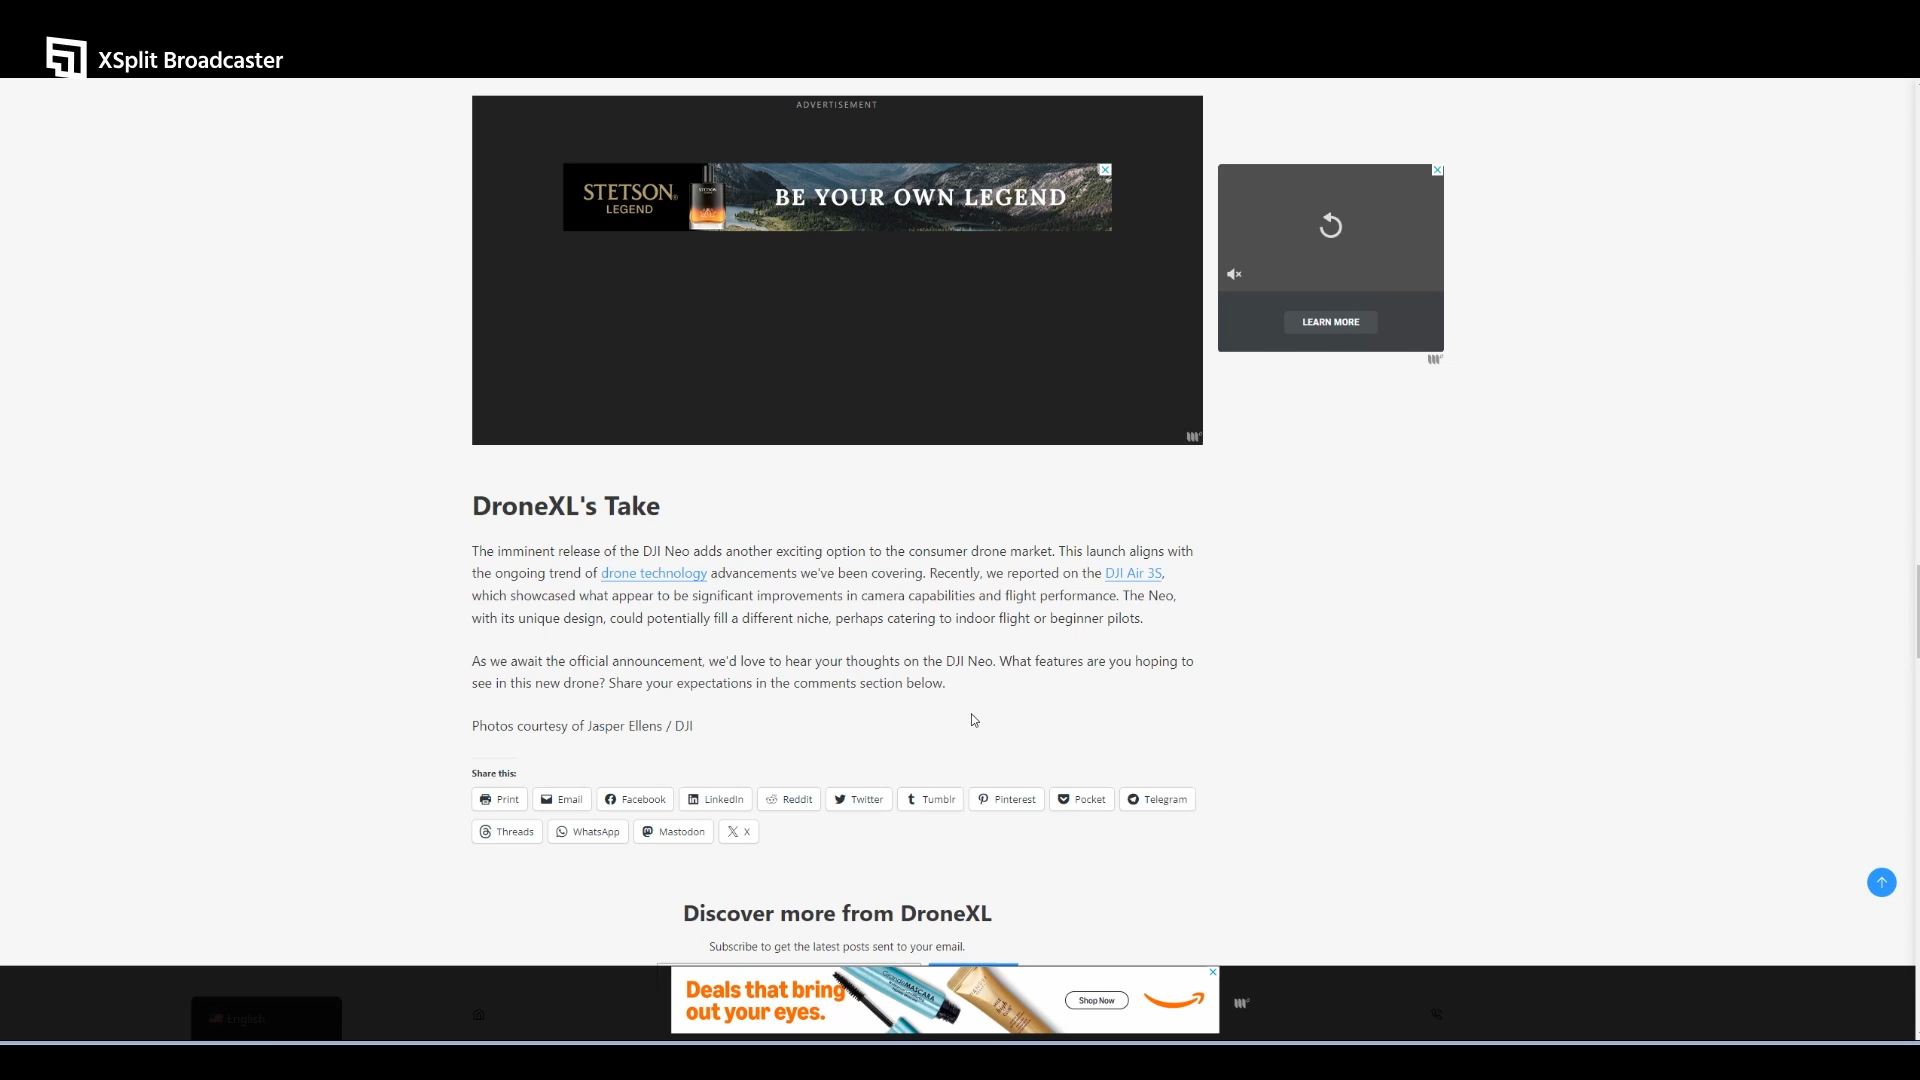 XSplit Broadcaster
ADVERTISEMENT
STETSON®
LEGEND
STETSON
BE YOUR OWN LEGEND
LEARN MORE
DroneXL's Take
The imminent release of the DJI Neo adds another exciting option to the consumer drone market. This launch aligns with
the ongoing trend of drone technology advancements we've been covering. Recently, we reported on the DJI Air 3S,
which showcased what appear to be significant improvements in camera capabilities and flight performance. The Neo,
with its unique design, could potentially fill a different niche, perhaps catering to indoor flight or beginner pilots.
As we await the official announcement, we'd love to hear your thoughts on the DJI Neo. What features are you hoping to
see in this new drone? Share your expectations in the comments section below.
Photos courtesy of Jasper Ellens / DJI
Share this:
Print Email Facebook LinkedIn Reddit Twitter Tumblr Pinterest Pocket Telegram
Threads WhatsApp Mastodon X
Discover more from DroneXL
Subscribe to get the latest posts sent to your email.
Deals that bring
out your eyes.
Shop Now
English